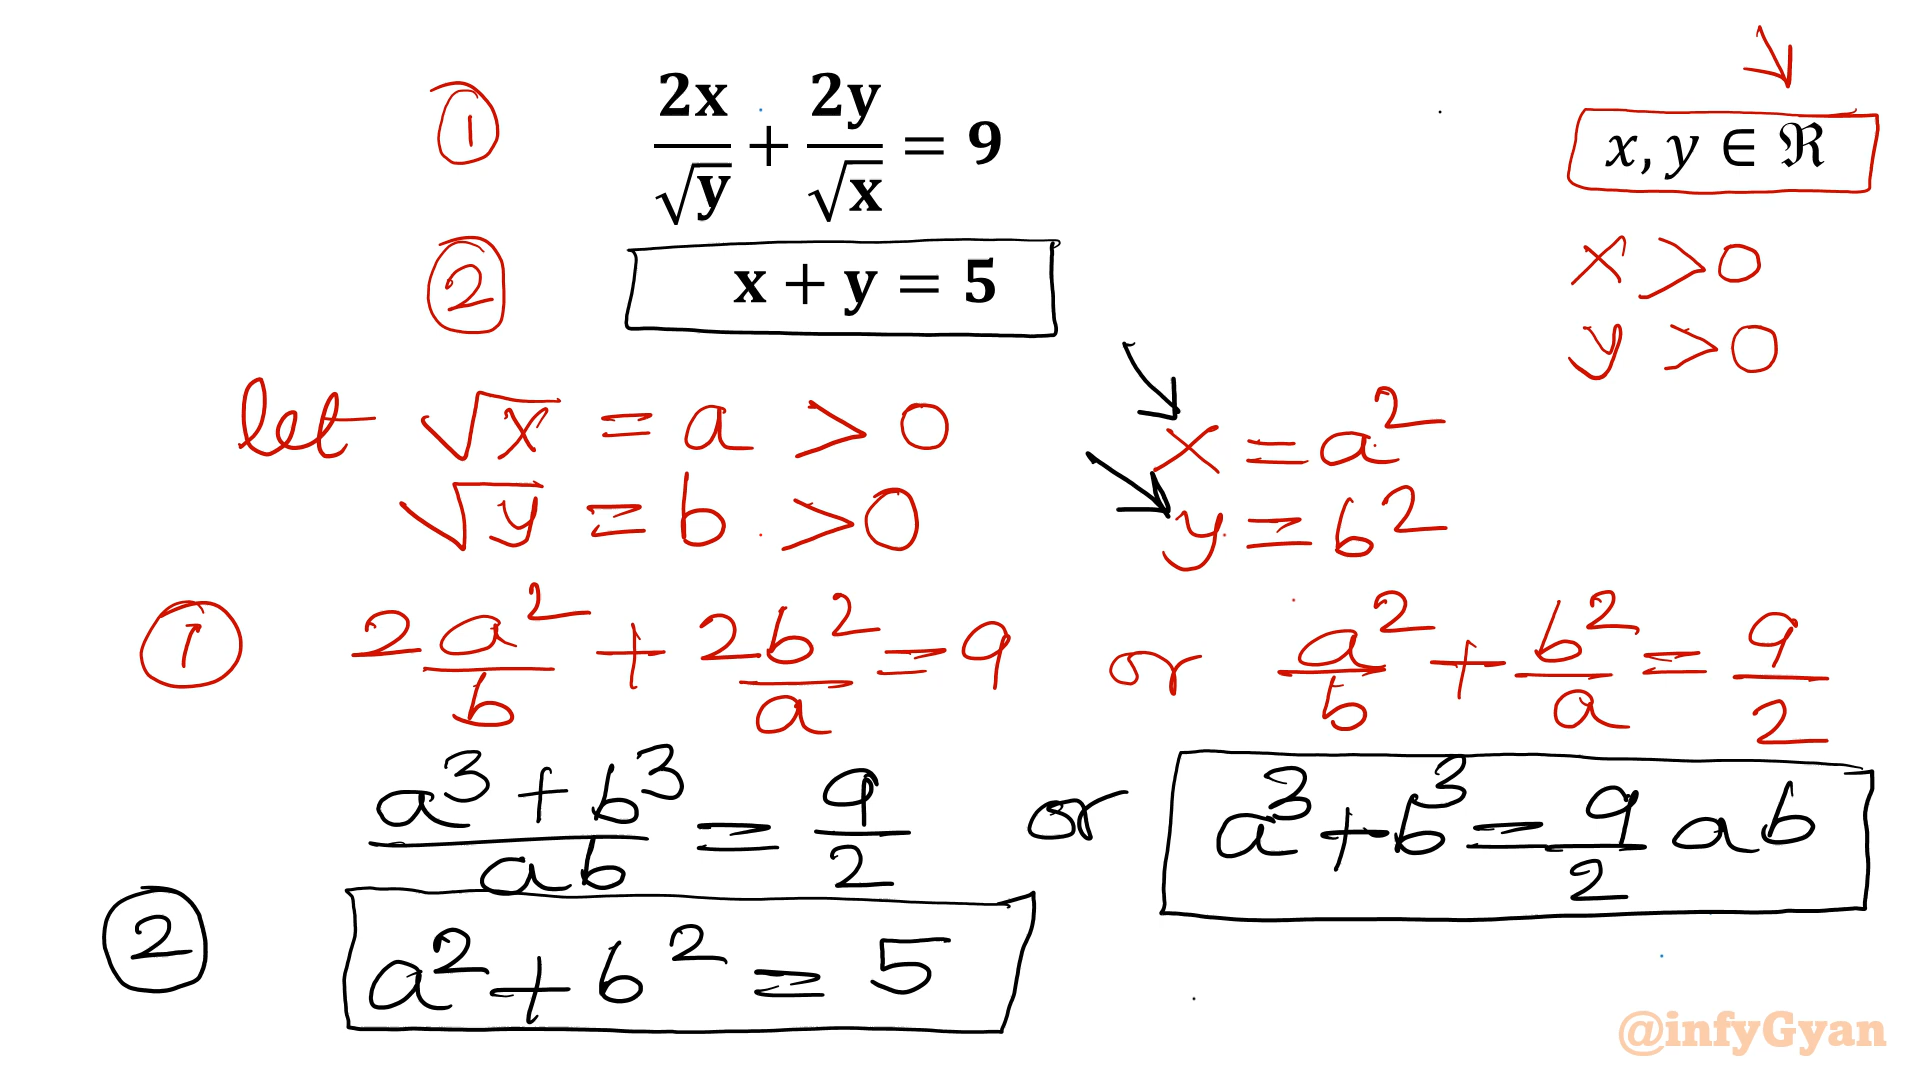 ① 2x/√y + 2y/√x = 9
x, y ∈ ℜ
② x + y = 5
x > 0
y > 0
let √x = a > 0 x = a²
√y = b > 0 y = b²
① 2a²/b + 2b²/a = 9 or a²/b + b²/a = 9/2
a³ + b³/ab = 9/2 or a³ + b³ = 9/2 ab
② a² + b² = 5
@infyGyan